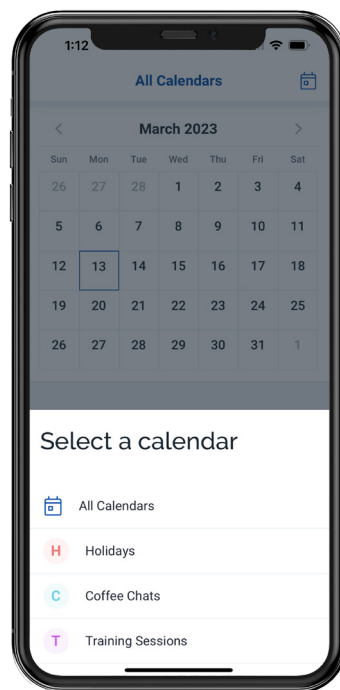 1:12
All Calendars
March 2023
Sun Mon Tue Wed Thu Fri Sat
26 27 28 1 2 3 4
5 6 7 8 9 10 11
12 13 14 15 16 17 18
19 20 21 22 23 24 25
26 27 28 29 30 31 1
Select a calendar
All Calendars
H Holidays
C Coffee Chats
T Training Sessions